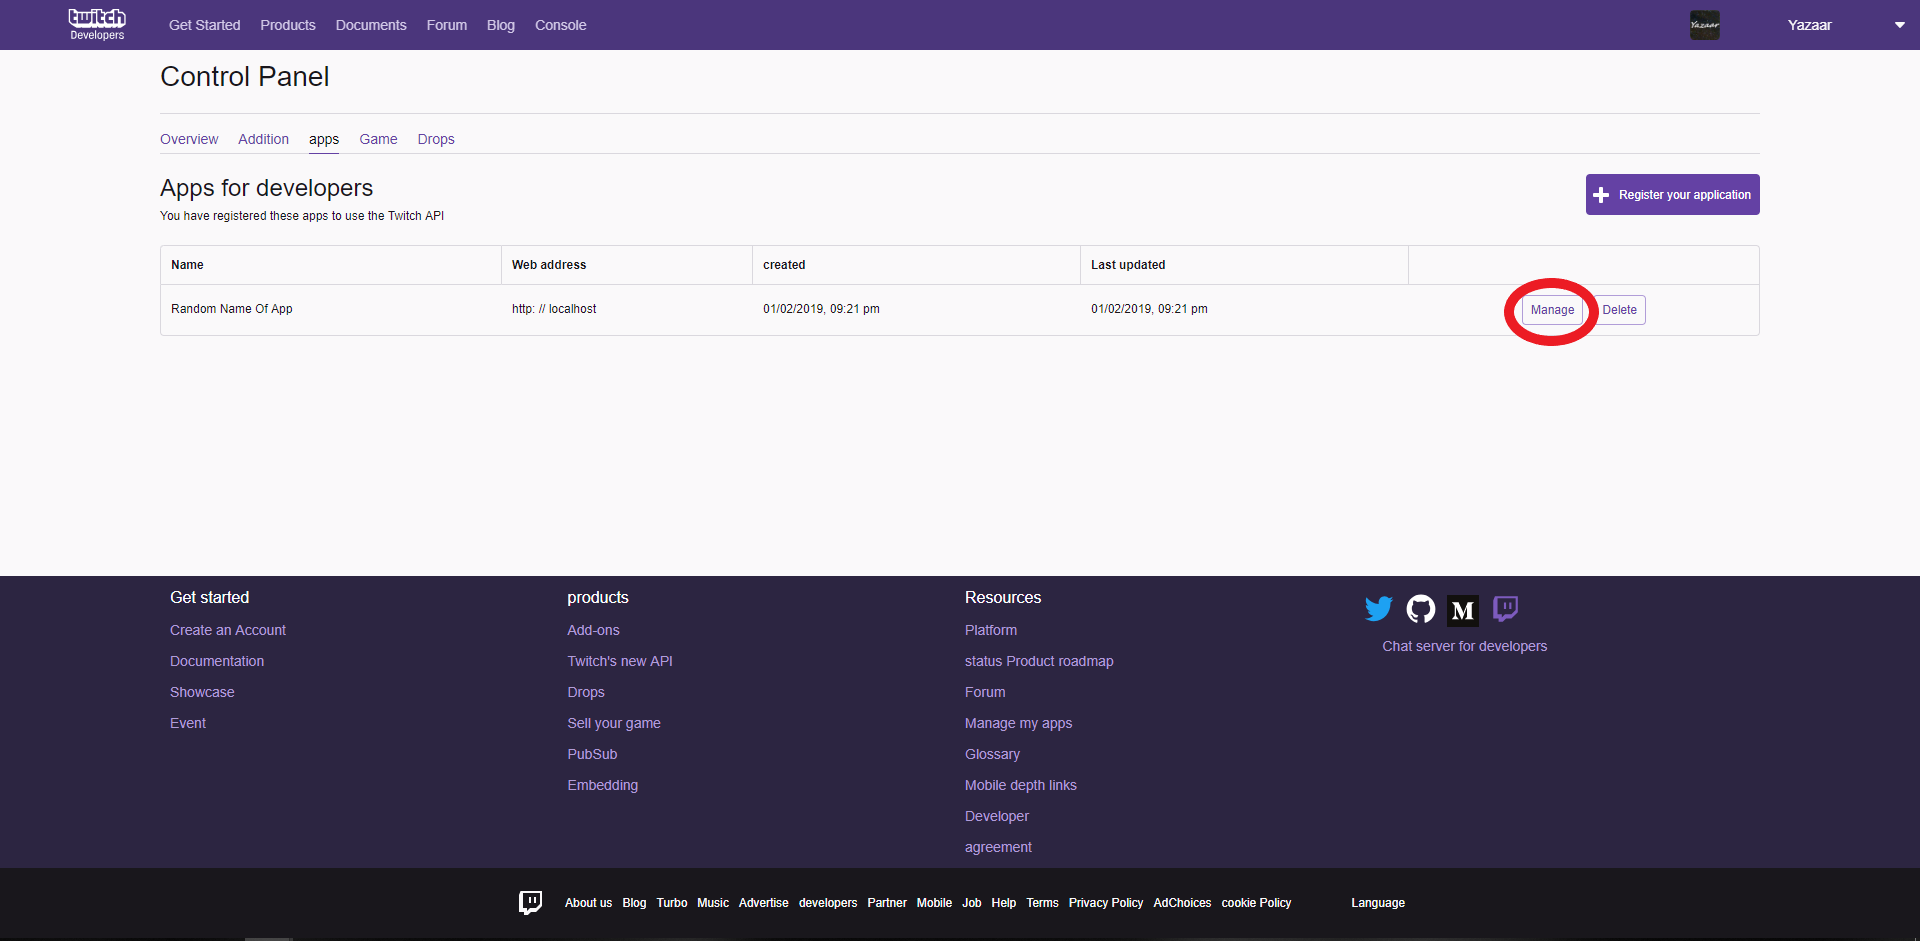 twitch
Developers
Get Started Products Documents Forum Blog Console
Yazaar
Yazaar
Control Panel
Overview Addition apps Game Drops
Apps for developers
You have registered these apps to use the Twitch API
Register your application
Name Web address created Last updated
Random Name Of App http: // localhost 01/02/2019, 09:21 pm 01/02/2019, 09:21 pm Manage Delete
Get started
Create an Account
Documentation
Showcase
Event
products
Add-ons
Twitch's new API
Drops
Sell your game
PubSub
Embedding
Resources
Platform
status Product roadmap
Forum
Manage my apps
Glossary
Mobile depth links
Developer
agreement
M
Chat server for developers
About us Blog Turbo Music Advertise developers Partner Mobile Job Help Terms Privacy Policy AdChoices cookie Policy Language